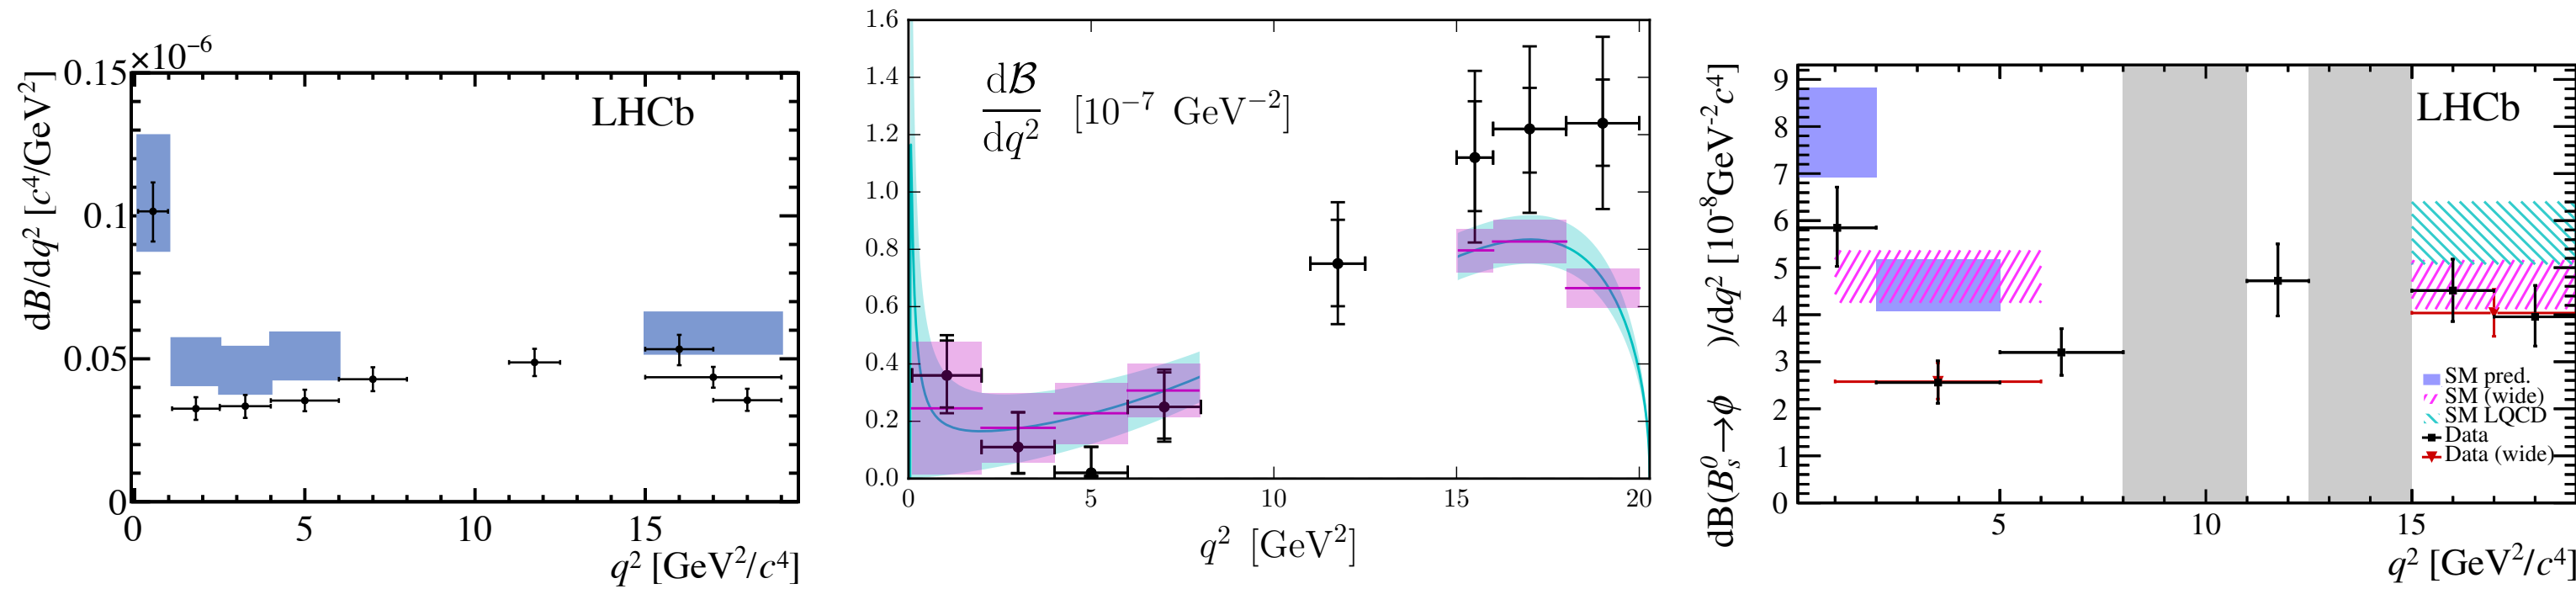 ×10⁻⁶
0.15
0.1
0.05
0
0 5 10 15
dB/dq² [c⁴/GeV²]
LHCb
q² [GeV²/c⁴]
1.6
1.4
1.2
1.0
0.8
0.6
0.4
0.2
0.0
0 5 10 15 20
dℬ/dq² [10⁻⁷ GeV⁻²]
q² [GeV²]
9
8
7
6
5
4
3
2
1
0
5 10 15
dB(B_s^0→ϕ )/dq² [10⁻⁸GeV⁻²c⁴]
LHCb
SM pred.
SM (wide)
SM LQCD
Data
Data (wide)
q² [GeV²/c⁴]